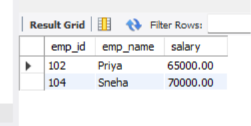 Result Grid Filter Rows:
emp_id emp_name salary
102 Priya 65000.00
104 Sneha 70000.00